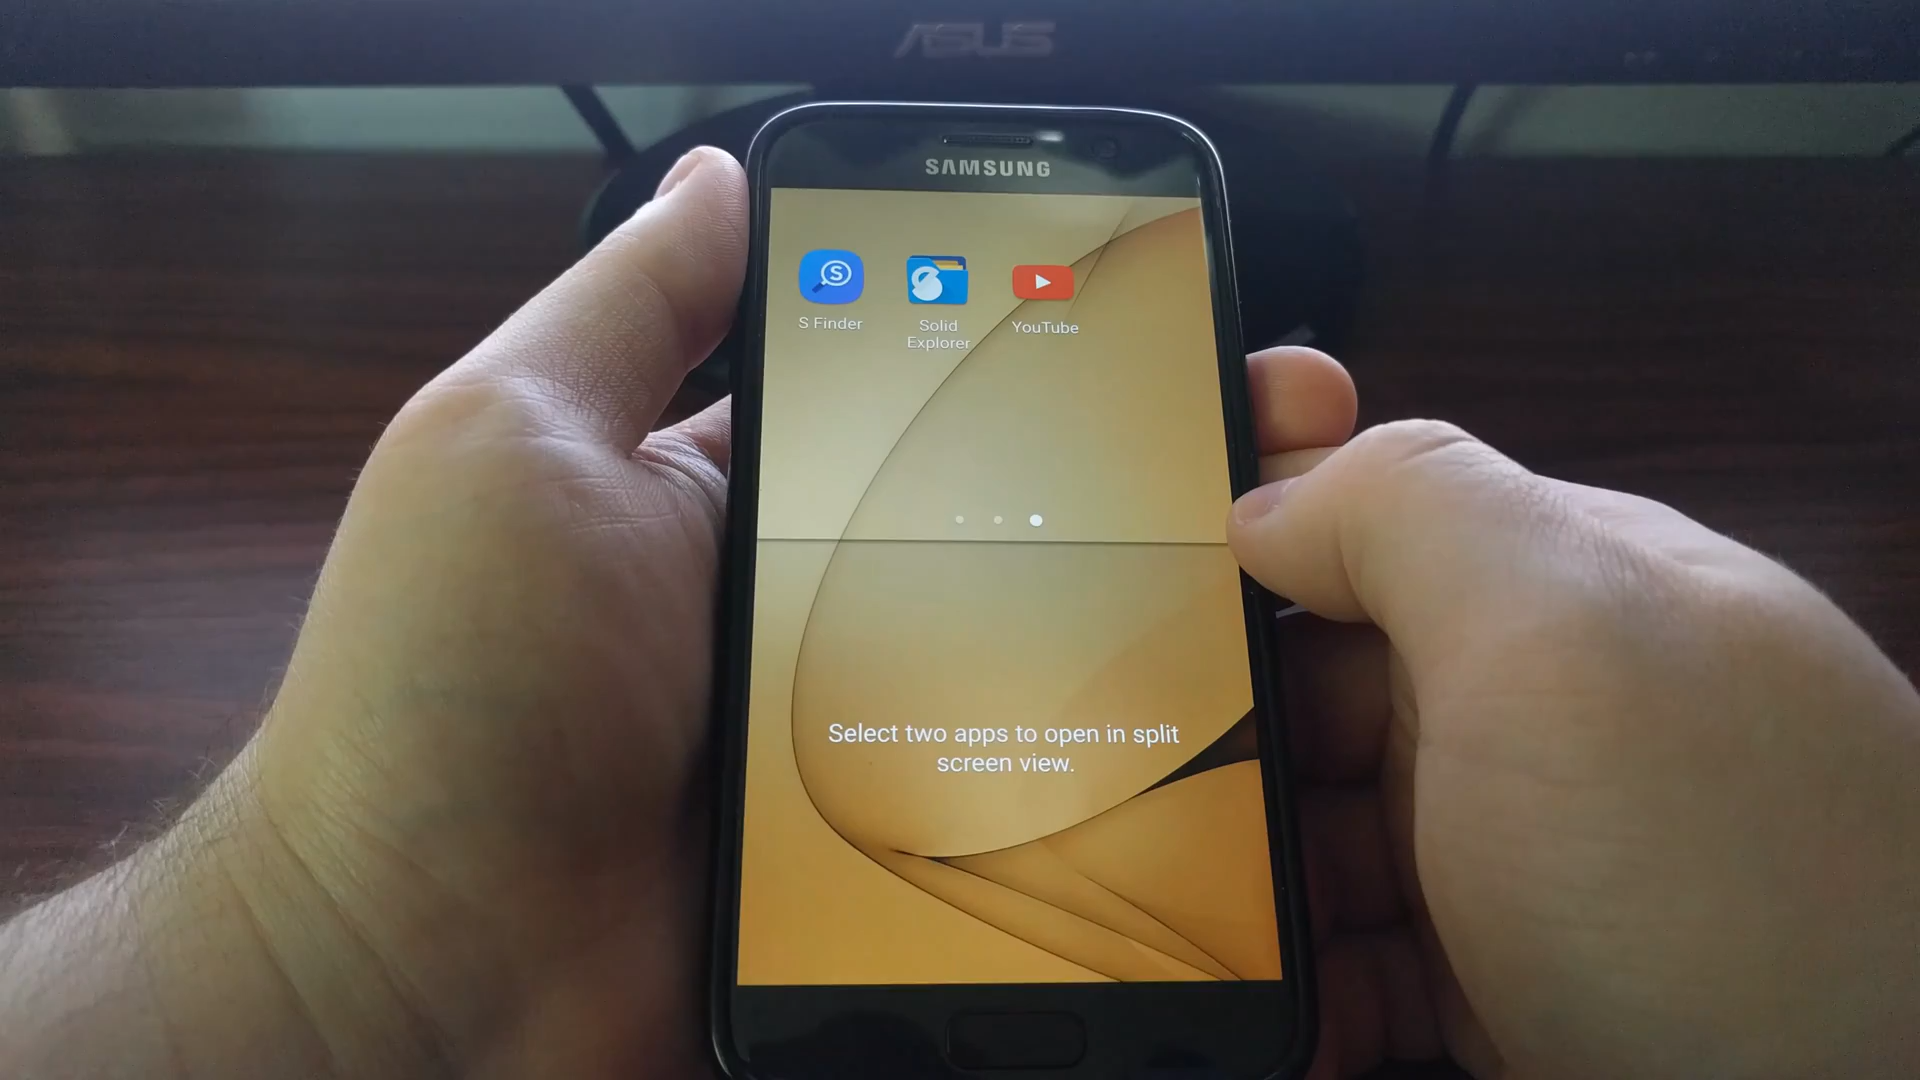 ASUS
SAMSUNG
S Finder
Solid
Explorer
YouTube
Select two apps to open in split
screen view.